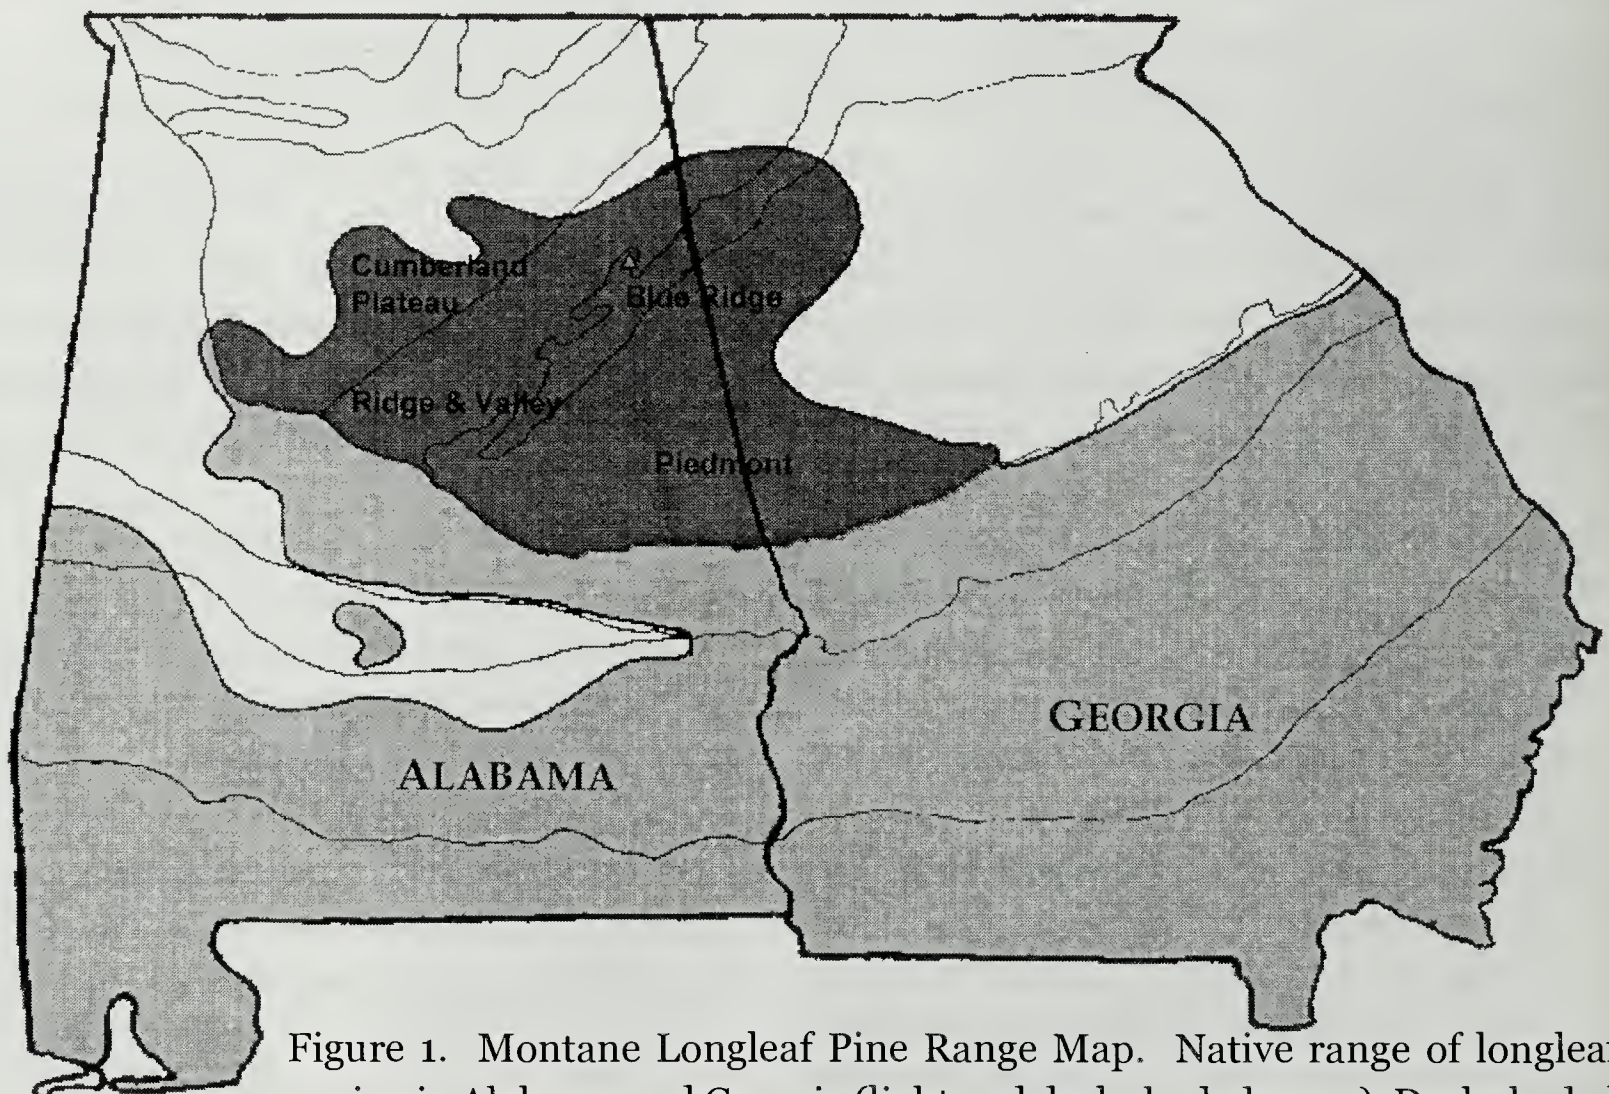 Cumberland
Plateau
Blue Ridge
Ridge & Valley
Piedmont
GEORGIA
ALABAMA
Figure 1. Montane Longleaf Pine Range Map. Native range of longleaf